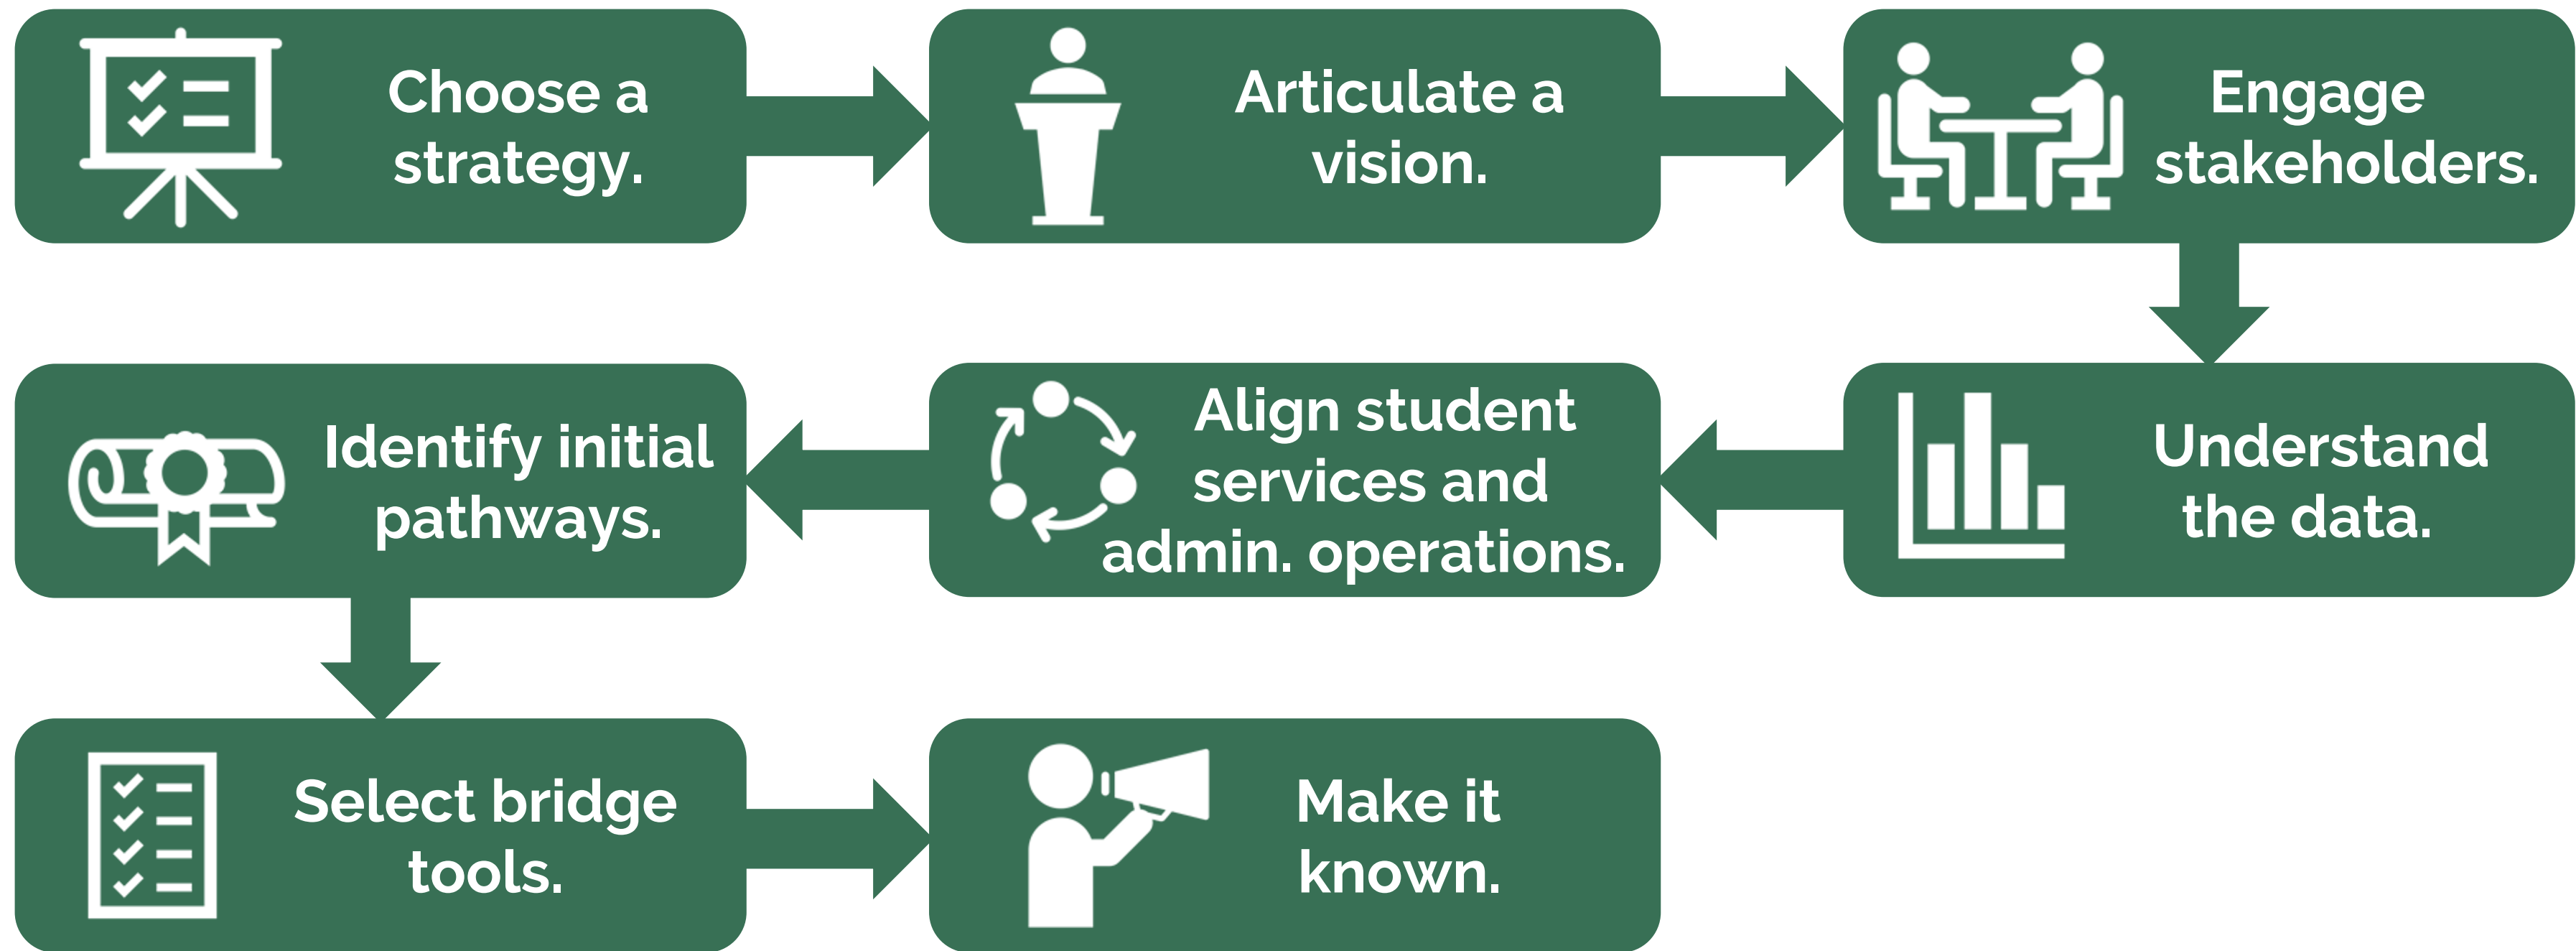 Choose a
strategy.
Articulate a
vision.
Engage
stakeholders.
Understand
the data.
Align student
services and
admin. operations.
Identify initial
pathways.
Select bridge
tools.
Make it
known.